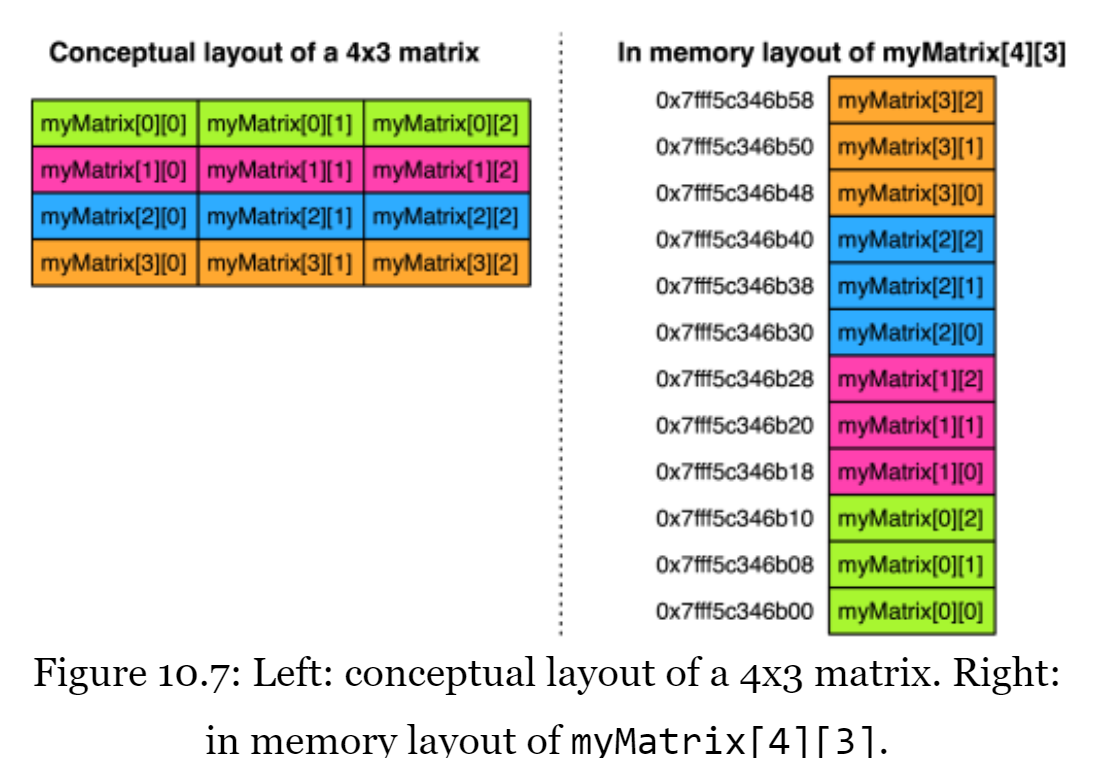 Conceptual layout of a 4x3 matrix
myMatrix[0][0] myMatrix[0][1] myMatrix[0][2]
myMatrix[1][0] myMatrix[1][1] myMatrix[1][2]
myMatrix[2][0] myMatrix[2][1] myMatrix[2][2]
myMatrix[3][0] myMatrix[3][1] myMatrix[3][2]
In memory layout of myMatrix[4][3]
0x7fff5c346b58 myMatrix[3][2]
0x7fff5c346b50 myMatrix[3][1]
0x7fff5c346b48 myMatrix[3][0]
0x7fff5c346b40 myMatrix[2][2]
0x7fff5c346b38 myMatrix[2][1]
0x7fff5c346b30 myMatrix[2][0]
0x7fff5c346b28 myMatrix[1][2]
0x7fff5c346b20 myMatrix[1][1]
0x7fff5c346b18 myMatrix[1][0]
0x7fff5c346b10 myMatrix[0][2]
0x7fff5c346b08 myMatrix[0][1]
0x7fff5c346b00 myMatrix[0][0]
Figure 10.7: Left: conceptual layout of a 4x3 matrix. Right:
in memory layout of myMatrix[4][3].